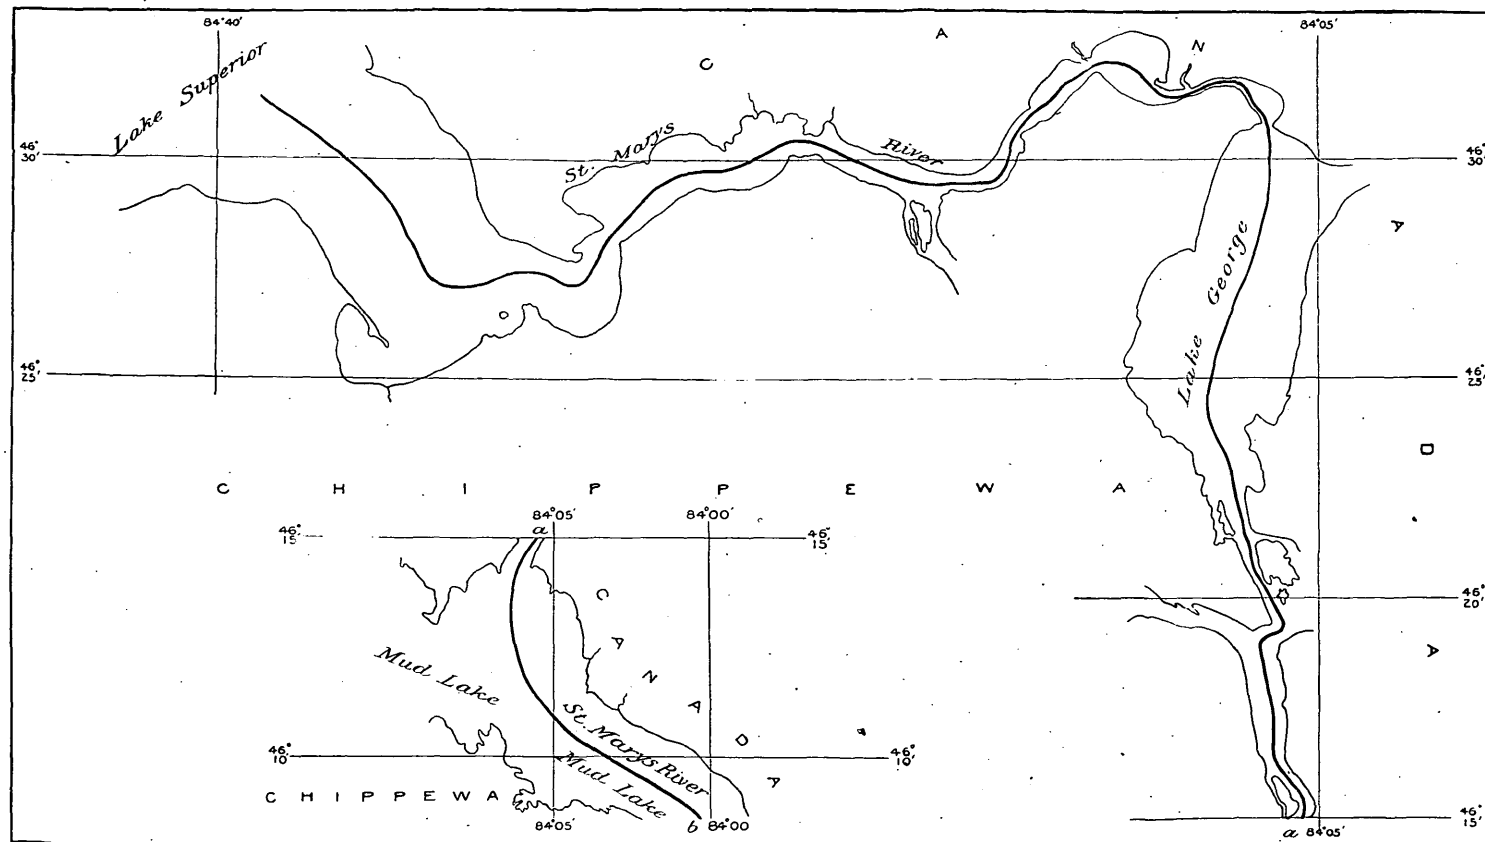 84°40'
84°05'
C A N A D A
Lake Superior
St. Marys River
46° 30'
46° 30'
Lake George
46° 25'
46° 25'
C H I P P E W A
84°05'
84°00'
a
46° 15'
46° 15'
CANADA
46° 20'
Mud Lake
St. Marys River
46° 10'
46° 10'
Mud Lake
CHIPPEWA
84°05'
b
84°00
46° 15'
a
84°05'